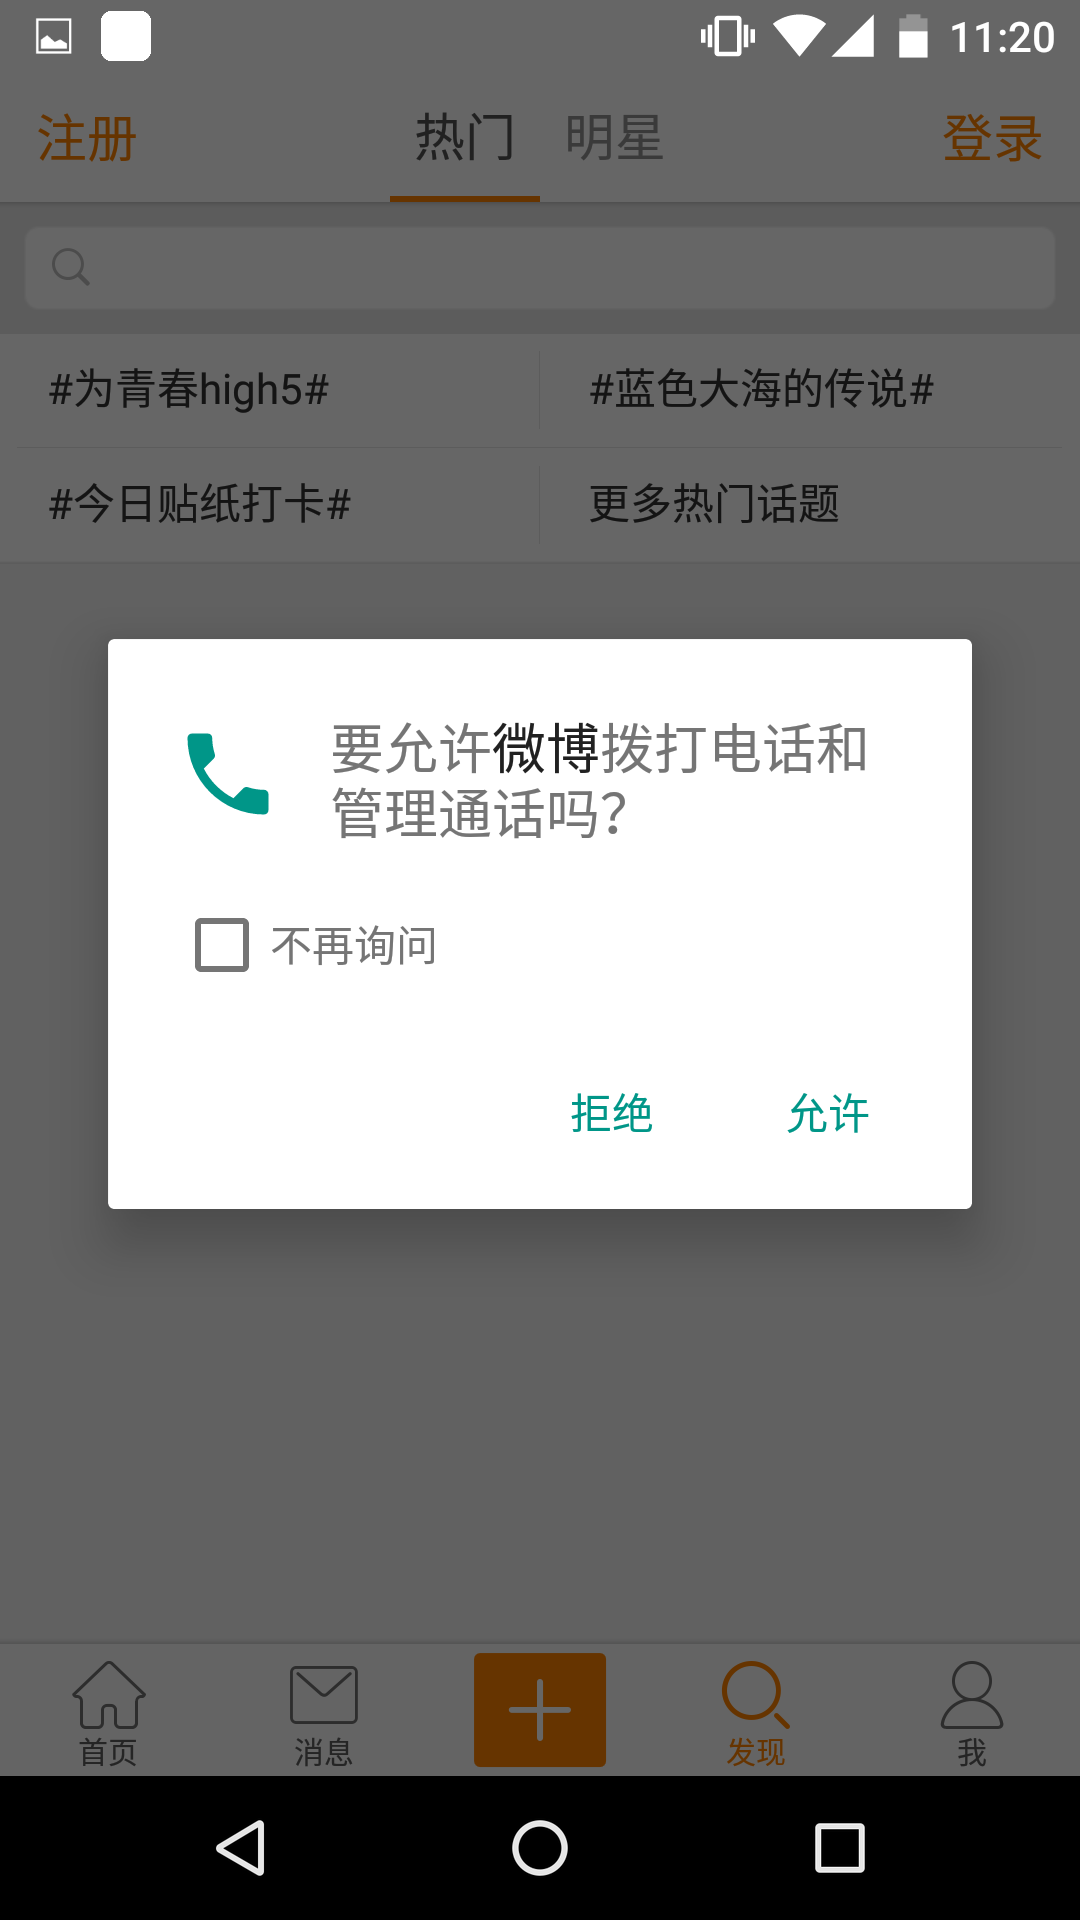 11:20
注册 热门 明星 登录
#为青春high5# #蓝色大海的传说#
#今日贴纸打卡# 更多热门话题
要允许微博拨打电话和
管理通话吗？
不再询问
拒绝 允许
首页 消息 发现 我